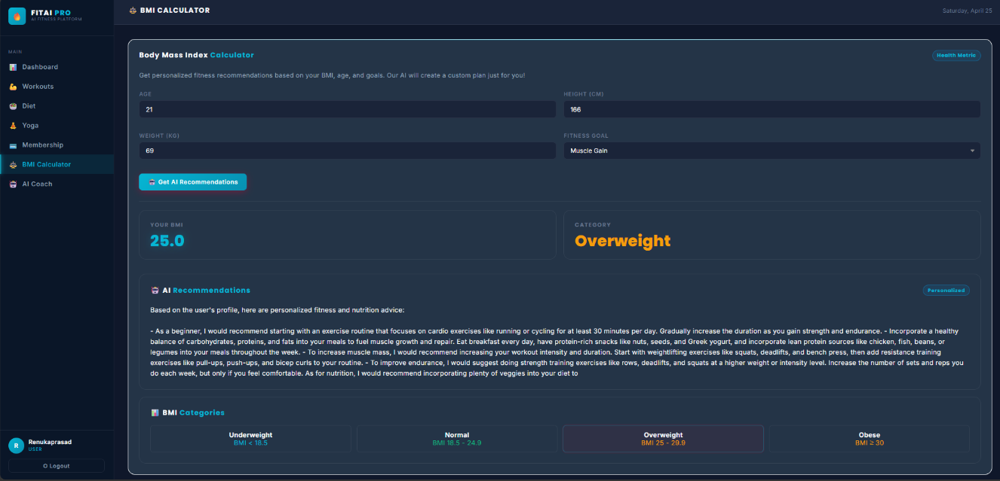 FITAI PRO
AI FITNESS PLATFORM
MAIN
Dashboard
Workouts
Diet
Yoga
Membership
BMI Calculator
AI Coach
R
Renukaprasad
USER
Logout
BMI CALCULATOR
Saturday, April 25
Body Mass Index Calculator
Health Metric
Get personalized fitness recommendations based on your BMI, age, and goals. Our AI will create a custom plan just for you!
AGE
21
HEIGHT (CM)
166
WEIGHT (KG)
69
FITNESS GOAL
Muscle Gain
Get AI Recommendations
YOUR BMI
25.0
CATEGORY
Overweight
AI Recommendations
Personalized
Based on the user's profile, here are personalized fitness and nutrition advice:
- As a beginner, I would recommend starting with an exercise routine that focuses on cardio exercises like running or cycling for at least 30 minutes per day. Gradually increase the duration as you gain strength and endurance. - Incorporate a healthy
balance of carbohydrates, proteins, and fats into your meals to fuel muscle growth and repair. Eat breakfast every day, have protein-rich snacks like nuts, seeds, and Greek yogurt, and incorporate lean protein sources like chicken, fish, beans, or
legumes into your meals throughout the week. - To increase muscle mass, I would recommend increasing your workout intensity and duration. Start with weightlifting exercises like squats, deadlifts, and bench press, then add resistance training
exercises like pull-ups, push-ups, and bicep curls to your routine. - To improve endurance, I would suggest doing strength training exercises like rows, deadlifts, and squats at a higher weight or intensity level. Increase the number of sets and reps you
do each week, but only if you feel comfortable. As for nutrition, I would recommend incorporating plenty of veggies into your diet to
BMI Categories
Underweight
BMI < 18.5
Normal
BMI 18.5 - 24.9
Overweight
BMI 25 - 29.9
Obese
BMI ≥ 30